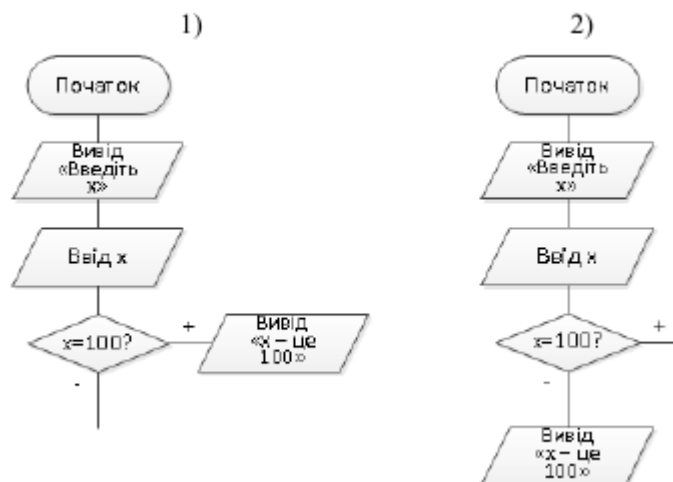 1)
Початок
Вивід
«Введіть
x»
Ввід x
x=100?
+
-
Вивід
«x – це
100»
2)
Початок
Вивід
«Введіть
x»
Ввід x
x=100?
+
-
Вивід
«x – це
100»